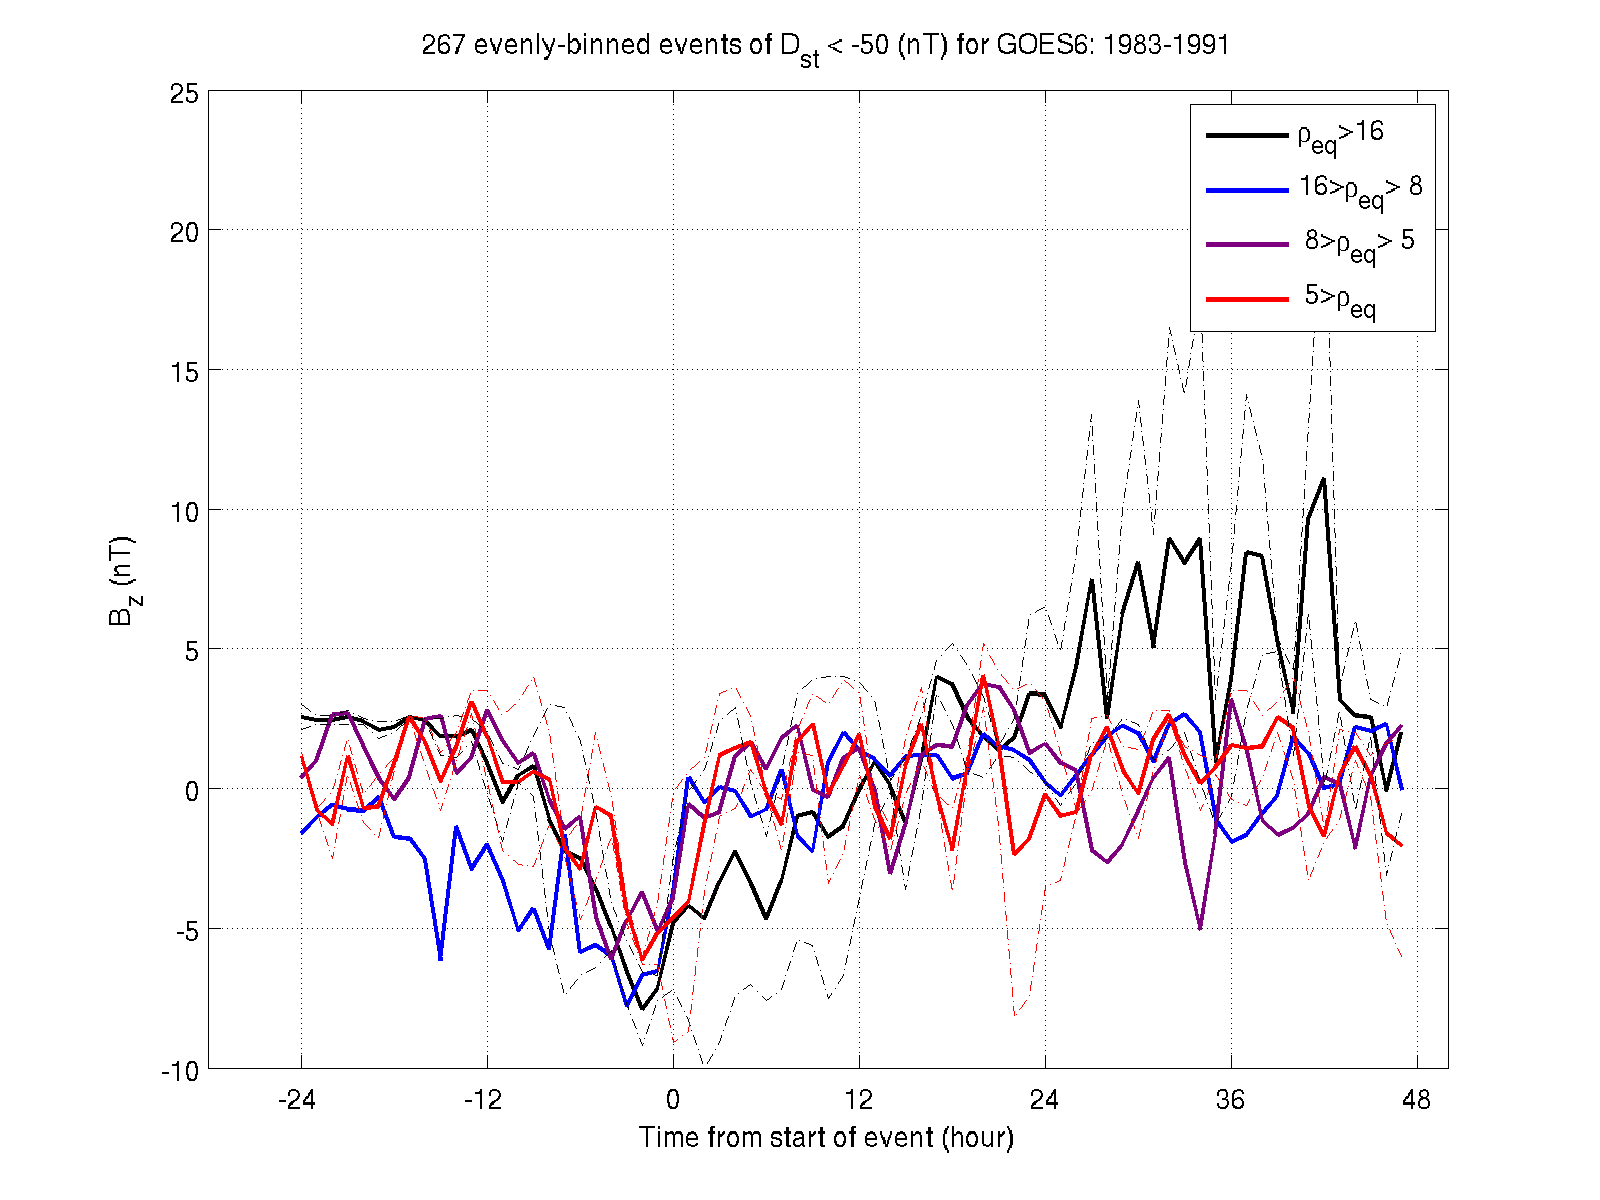 267 evenly-binned events of D_st < -50 (nT) for GOES6: 1983-1991
25
20
15
10
5
0
-5
-10
B_z (nT)
ρ_eq>16
16>ρ_eq> 8
8>ρ_eq> 5
5>ρ_eq
-24 -12 0 12 24 36 48
Time from start of event (hour)